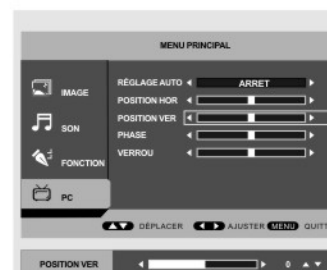 MENU PRINCIPAL
IMAGE
SON
FONCTION
PC
RÉGLAGE AUTO ARRET
POSITION HOR
POSITION VER
PHASE
VERROU
DÉPLACER AJUSTER MENU QUITT
POSITION VER 0